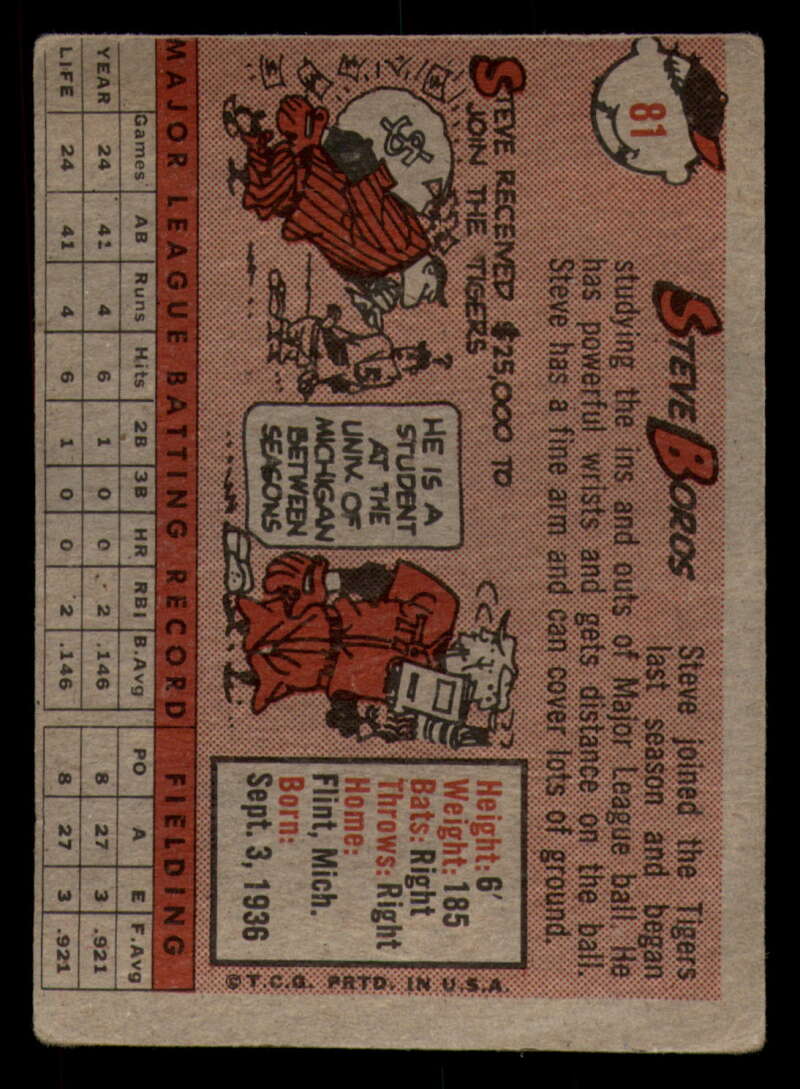 81
STEVE BOROS
Steve joined the Tigers
last season and began
studying the ins and outs of Major League ball. He
has powerful wrists and gets distance on the ball.
Steve has a fine arm and can cover lots of ground.
STEVE RECEIVED $25,000 TO
JOIN THE TIGERS
$
HE IS A
STUDENT
AT THE
UNIV. OF
MICHIGAN
BETWEEN
SEASONS
Height: 6'
Weight: 185
Bats: Right
Throws: Right
Home:
Flint, Mich.
Born:
Sept. 3, 1936
© T.C.G. PRTD. IN U.S.A.
MAJOR LEAGUE BATTING RECORD FIELDING
Games AB Runs Hits 2B 3B HR RBI B.Avg PO A E F.Avg
YEAR 24 41 4 6 1 0 0 2 .146 8 27 3 .921
LIFE 24 41 4 6 1 0 0 2 .146 8 27 3 .921